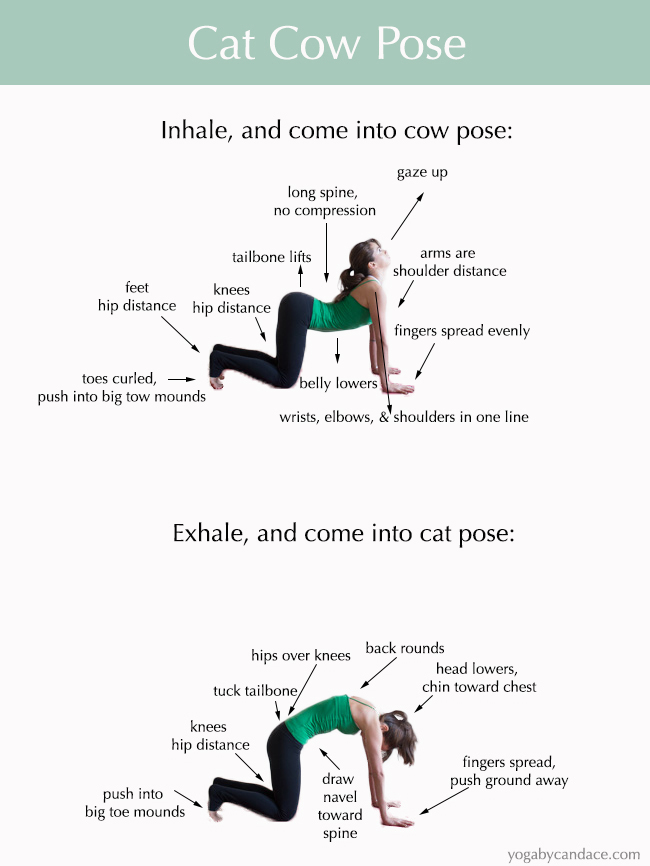 Cat Cow Pose
Inhale, and come into cow pose:
gaze up
long spine,
no compression
tailbone lifts
arms are
shoulder distance
feet
hip distance
knees
hip distance
fingers spread evenly
toes curled,
push into big tow mounds
belly lowers
wrists, elbows, & shoulders in one line
Exhale, and come into cat pose:
back rounds
hips over knees
head lowers,
chin toward chest
tuck tailbone
knees
hip distance
fingers spread,
push ground away
draw
navel
toward
spine
push into
big toe mounds
yogabycandace.com